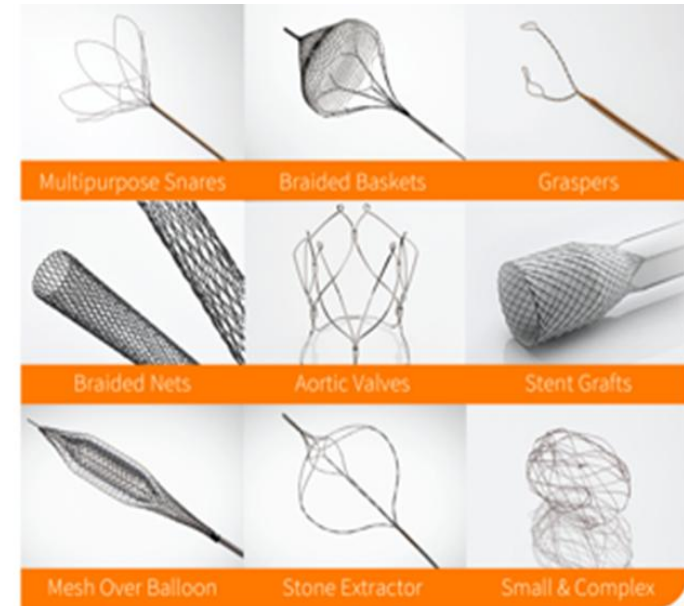 Multipurpose Snares
Braided Baskets
Graspers
Braided Nets
Aortic Valves
Stent Grafts
Mesh Over Balloon
Stone Extractor
Small & Complex